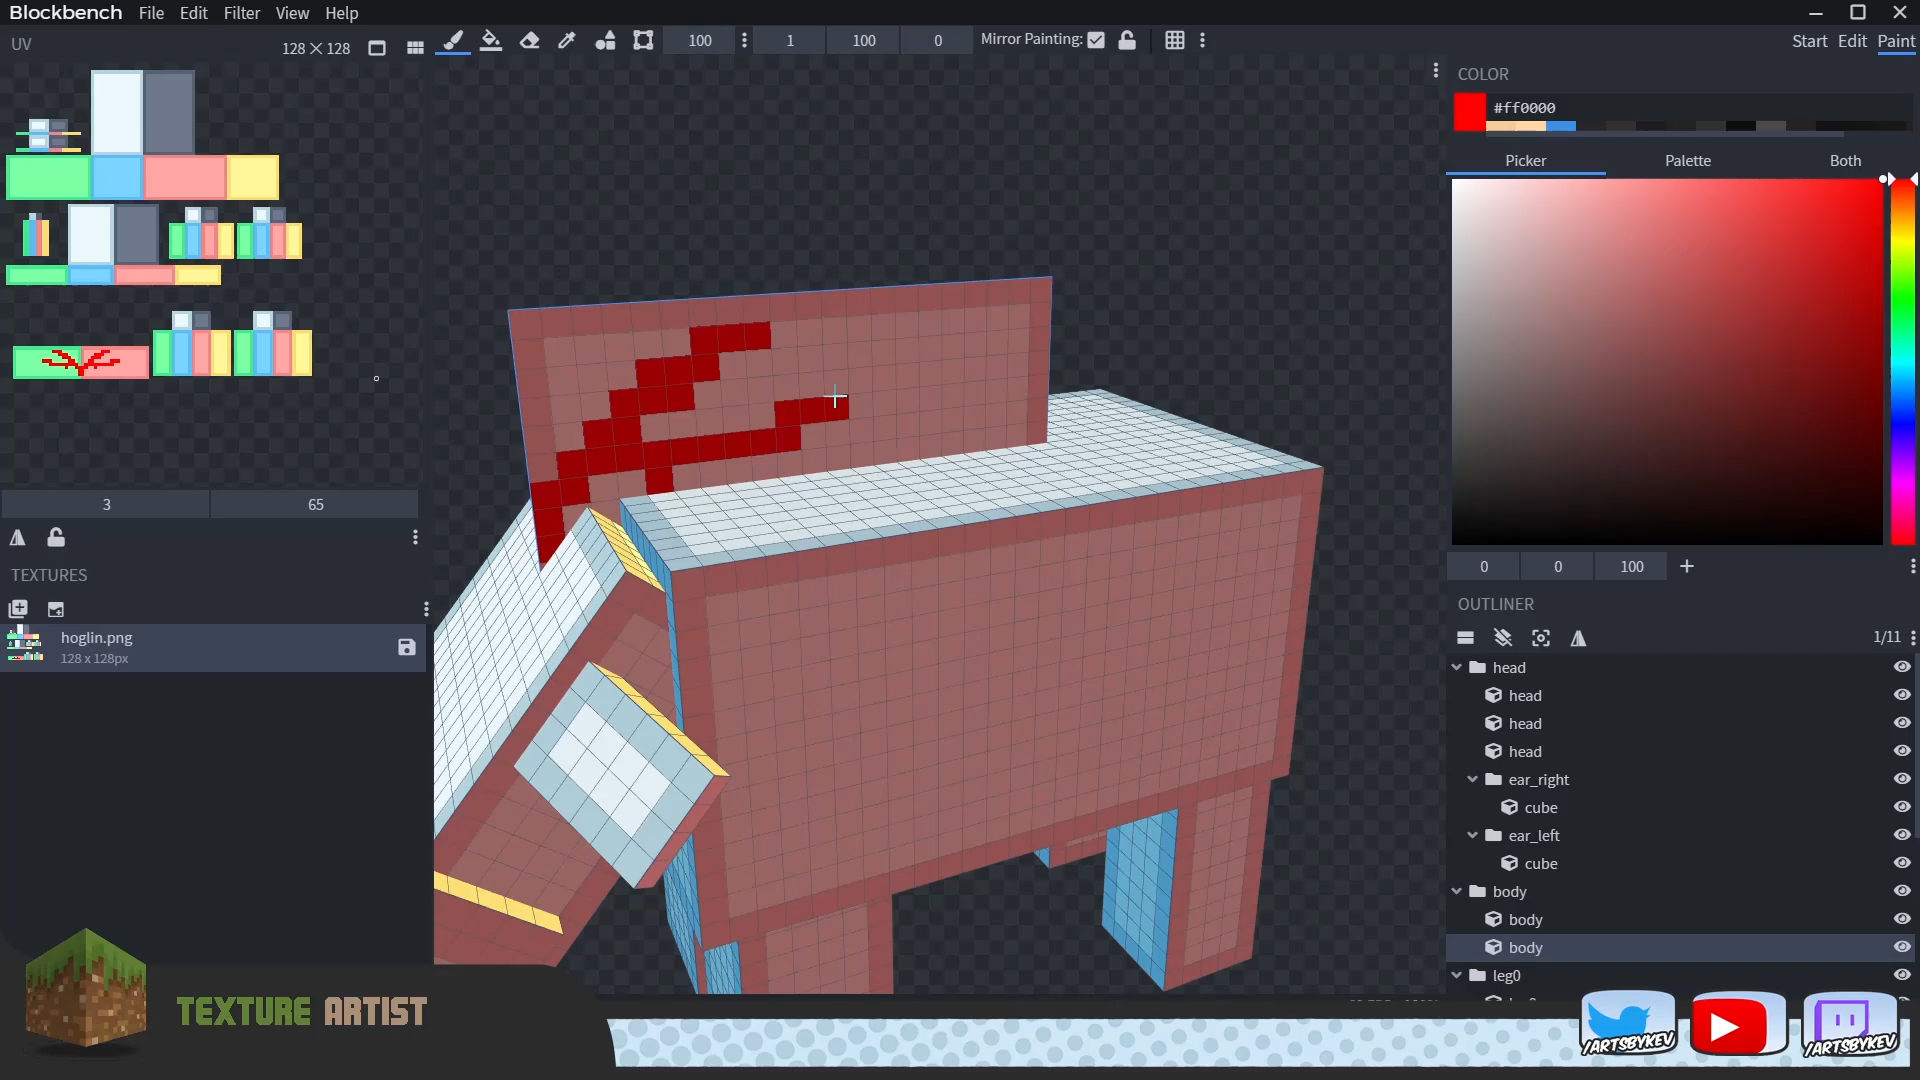 Blockbench File Edit Filter View Help
UV 128 × 128 100 1 100 0 Mirror Painting: Start Edit Paint
COLOR
#ff0000
Picker Palette Both
3 65
TEXTURES
hoglin.png
128 x 128px
0 0 100
OUTLINER
1/11
head
head
head
head
ear_right
cube
ear_left
cube
body
body
body
leg0
TEXTURE ARTIST
/ARTSBYKEV
/ARTSBYKEV